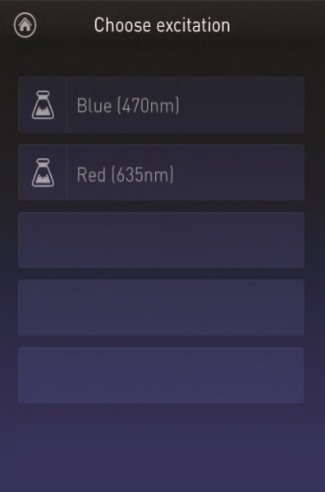 Choose excitation
Blue (470nm)
Red (635nm)